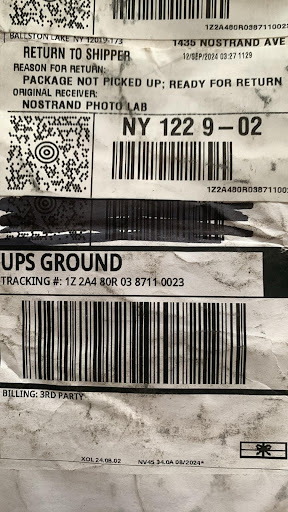 1Z2A480R0387110023
BALLSTON LAKE NY 12019-173
1435 NOSTRAND AVE
RETURN TO SHIPPER
12/SEP/2024 03:27 1129
REASON FOR RETURN:
PACKAGE NOT PICKED UP; READY FOR RETURN
ORIGINAL RECEIVER:
NOSTRAND PHOTO LAB
NY 122 9-02
1Z2A480R03871100
UPS GROUND
TRACKING #: 1Z 2A4 80R 03 8711 0023
BILLING: 3RD PARTY
XOL 24.08.02
NV45 34.0A 08/2024*